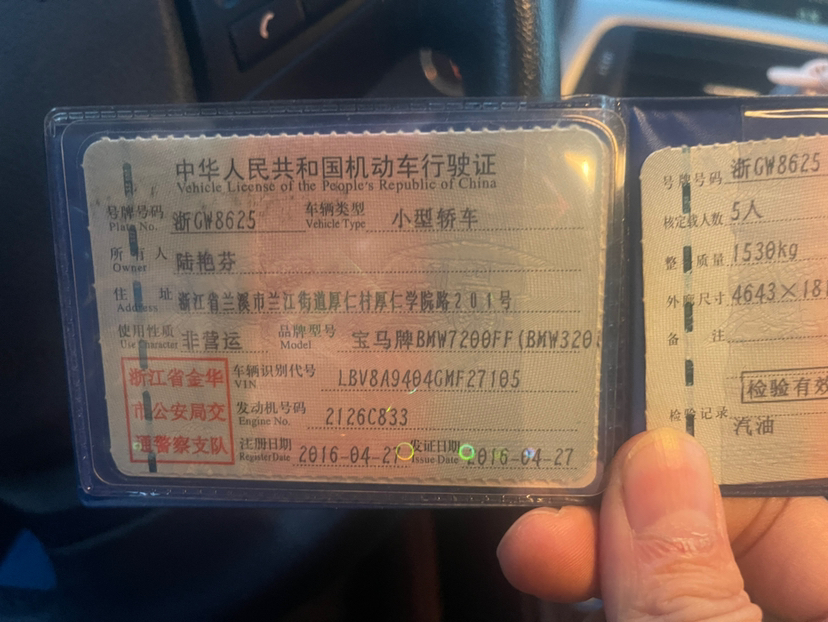 中华人民共和国机动车行驶证
Vehicle License of the People's Republic of China
号牌号码 浙GW8625 车辆类型 小型轿车
Plate No. Vehicle Type
所有人 陆艳芬
Owner
住址 浙江省兰溪市兰江街道厚仁村厚仁学院路201号
Address
使用性质 非营运 品牌型号 宝马牌BMW7200FF(BMW320
Use Character Model
浙江省金华
市公安局交
通警察支队
车辆识别代号 LBV8A9404GMF27105
VIN
发动机号码 2126C833
Engine No.
注册日期 2016-04-27 发证日期 2016-04-27
Register Date Issue Date
号牌号码 浙GW8625
核定载人数 5人
整 质量 1530kg
外廓尺寸 4643×181
备注
检验有效
检验记录
汽油